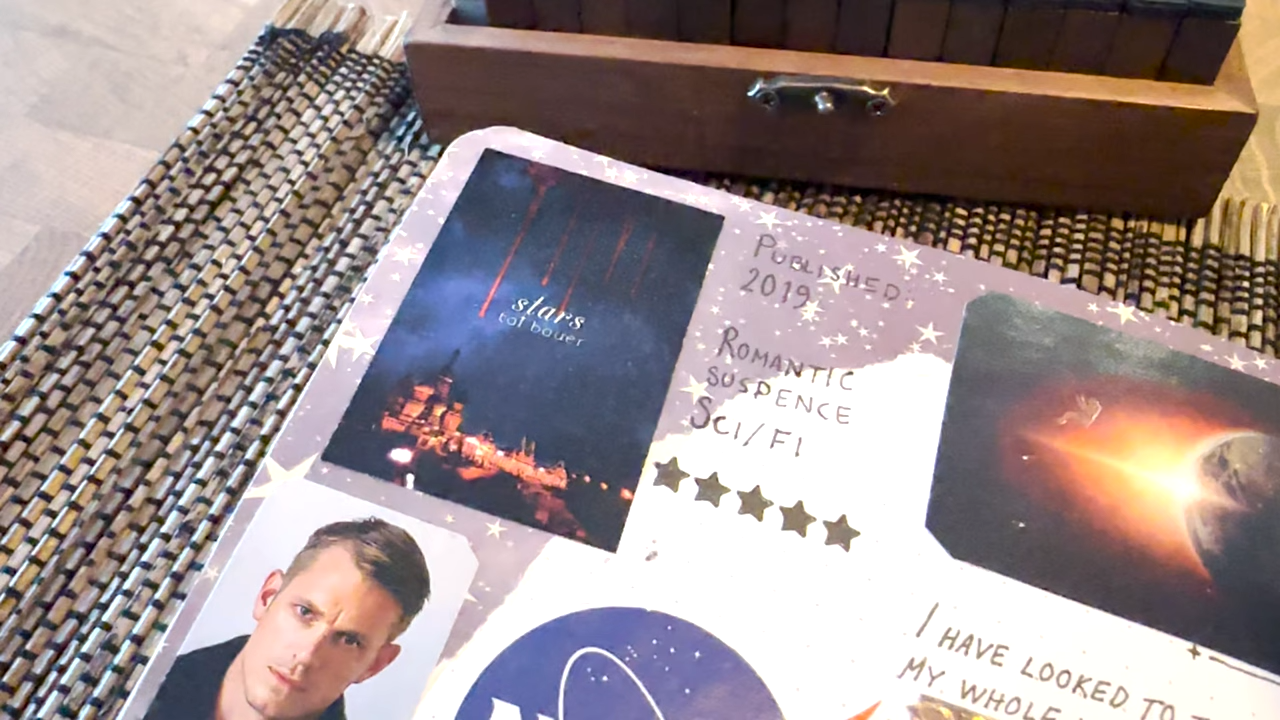 stars
tal bauer
PUBLISHED:
2019
ROMANTIC
SUSPENCE
SCI/FI
I HAVE LOOKED TO
MY WHOLE